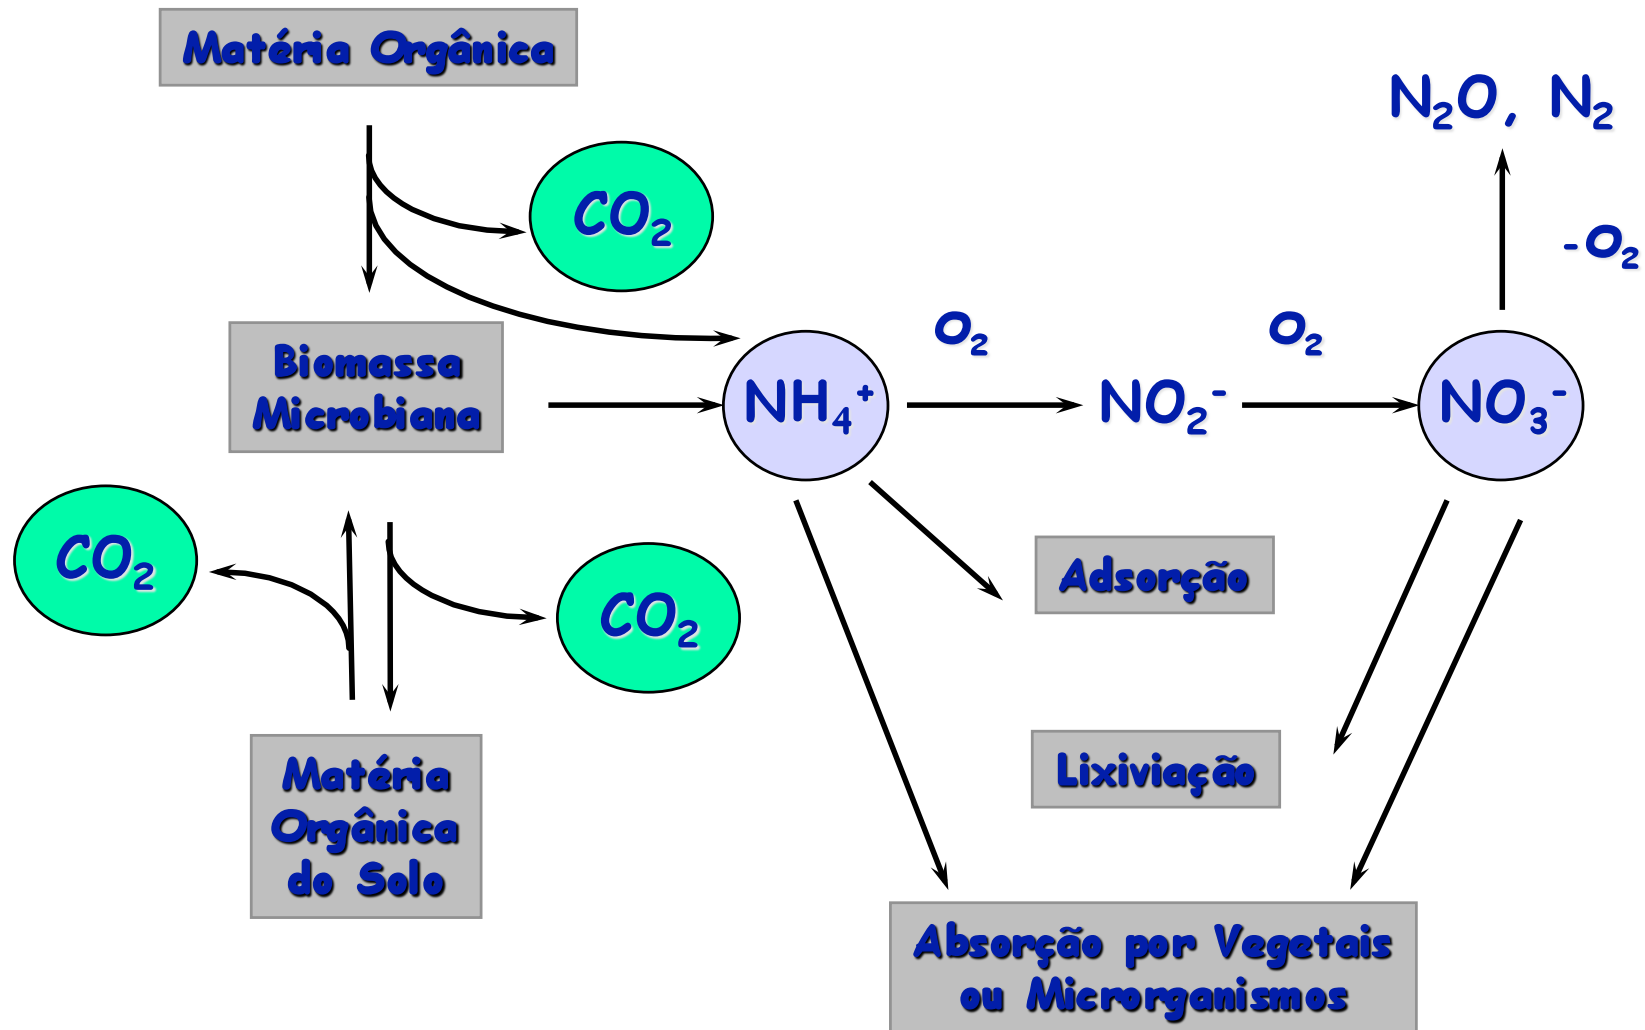 Matéria Orgânica
N₂O, N₂
CO₂
-O₂
O₂
O₂
Biomassa
Microbiana
NH₄⁺
NO₂⁻
NO₃⁻
CO₂
CO₂
Adsorção
Lixiviação
Matéria
Orgânica
do Solo
Absorção por Vegetais
ou Microrganismos